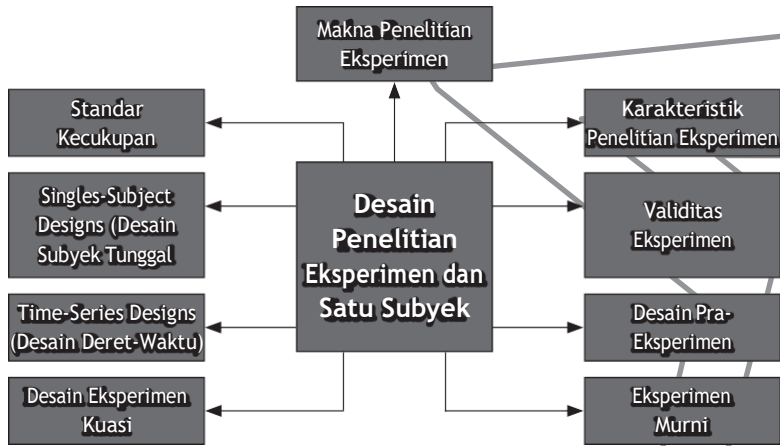 Makna Penelitian
Eksperimen
Standar
Kecukupan
Karakteristik
Penelitian Eksperimen
Singles-Subject
Designs (Desain
Subyek Tunggal
Desain
Penelitian
Eksperimen dan
Satu Subyek
Validitas
Eksperimen
Time-Series Designs
(Desain Deret-Waktu)
Desain Pra-
Eksperimen
Desain Eksperimen
Kuasi
Eksperimen
Murni